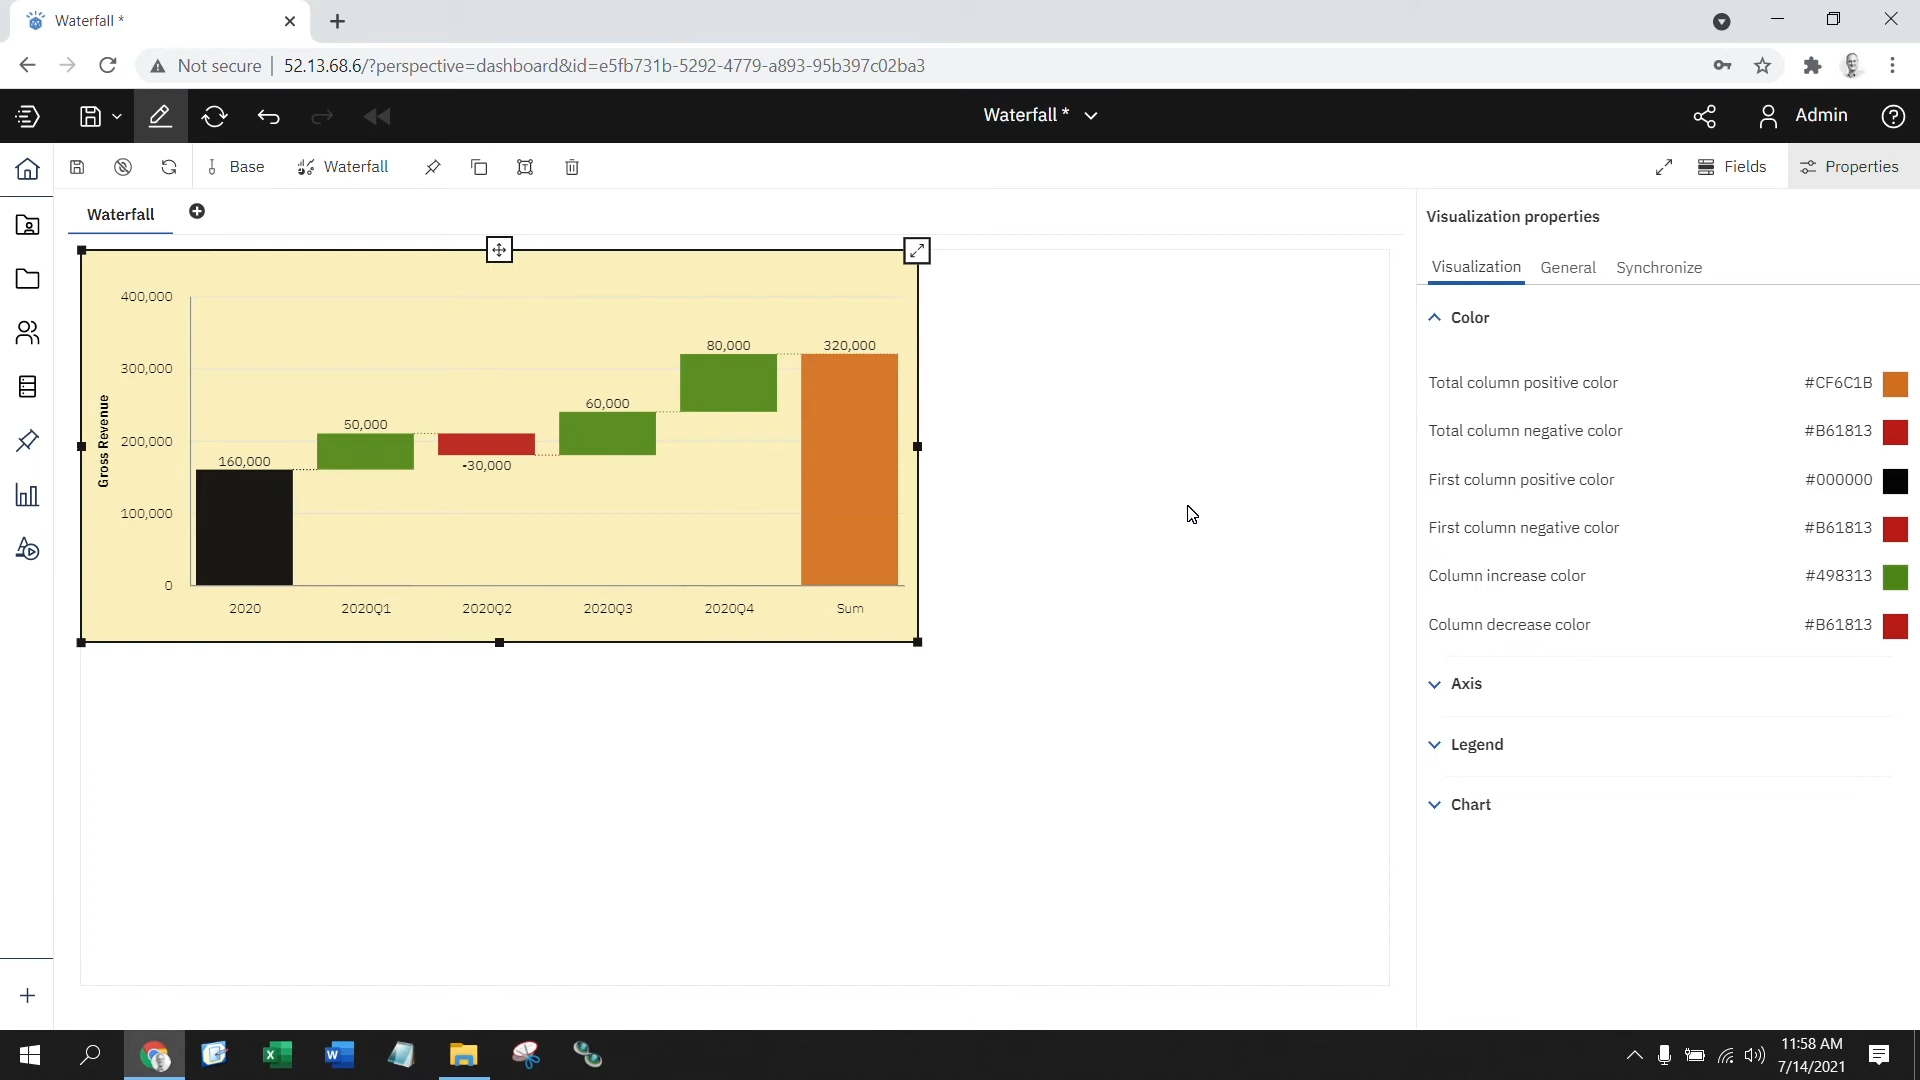 Waterfall *
Not secure
52.13.68.6/?perspective=dashboard&id=e5fb731b-5292-4779-a893-95b397c02ba3
Waterfall *
Admin
Base
Waterfall
Fields
Properties
Waterfall
Gross Revenue
400,000
300,000
200,000
100,000
0
160,000
50,000
-30,000
60,000
80,000
320,000
2020
2020Q1
2020Q2
2020Q3
2020Q4
Sum
Visualization properties
Visualization General Synchronize
Color
Total column positive color #CF6C1B
Total column negative color #B61813
First column positive color #000000
First column negative color #B61813
Column increase color #498313
Column decrease color #B61813
Axis
Legend
Chart
11:58 AM
7/14/2021